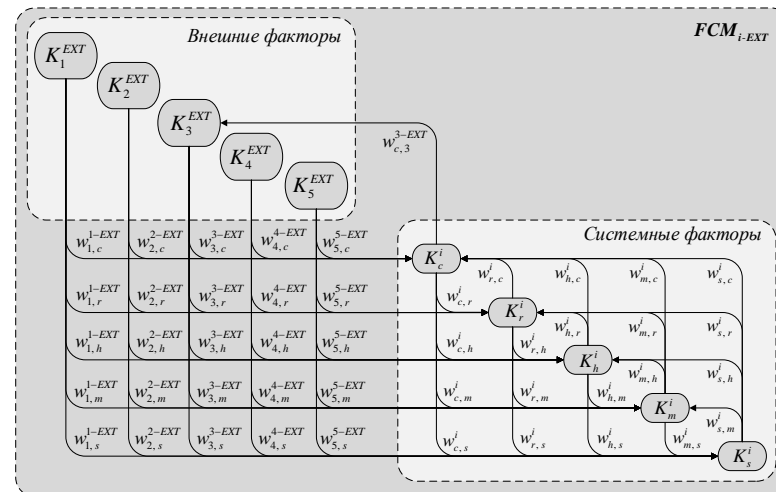 Внешние факторы
FCM_{i-EXT}
K_1^{EXT}
K_2^{EXT}
K_3^{EXT}
K_4^{EXT}
K_5^{EXT}
w_{c,3}^{3-EXT}
Системные факторы
w_{1,c}^{1-EXT} w_{2,c}^{2-EXT} w_{3,c}^{3-EXT} w_{4,c}^{4-EXT} w_{5,c}^{5-EXT}
K_c^i w_{r,c}^i w_{h,c}^i w_{m,c}^i w_{s,c}^i
w_{1,r}^{1-EXT} w_{2,r}^{2-EXT} w_{3,r}^{3-EXT} w_{4,r}^{4-EXT} w_{5,r}^{5-EXT} w_{c,r}^i
K_r^i w_{h,r}^i w_{m,r}^i w_{s,r}^i
w_{1,h}^{1-EXT} w_{2,h}^{2-EXT} w_{3,h}^{3-EXT} w_{4,h}^{4-EXT} w_{5,h}^{5-EXT} w_{c,h}^i w_{r,h}^i
K_h^i w_{m,h}^i w_{s,h}^i
w_{1,m}^{1-EXT} w_{2,m}^{2-EXT} w_{3,m}^{3-EXT} w_{4,m}^{4-EXT} w_{5,m}^{5-EXT} w_{c,m}^i w_{r,m}^i w_{h,m}^i
K_m^i w_{s,m}^i
w_{1,s}^{1-EXT} w_{2,s}^{2-EXT} w_{3,s}^{3-EXT} w_{4,s}^{4-EXT} w_{5,s}^{5-EXT} w_{c,s}^i w_{r,s}^i w_{h,s}^i w_{m,s}^i
K_s^i